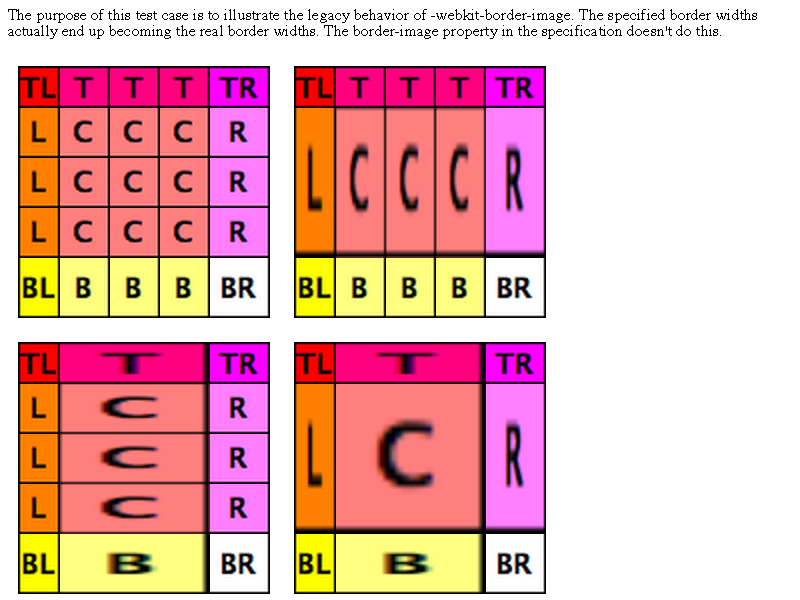 The purpose of this test case is to illustrate the legacy behavior of -webkit-border-image. The specified border widths
actually end up becoming the real border widths. The border-image property in the specification doesn't do this.
TL T T T TR
L C C C R
L C C C R
L C C C R
BL B B B BR
TL T T T TR
L C C C R
BL B B B BR
TL T TR
L C R
L C R
L C R
BL B BR
TL T TR
L C R
BL B BR